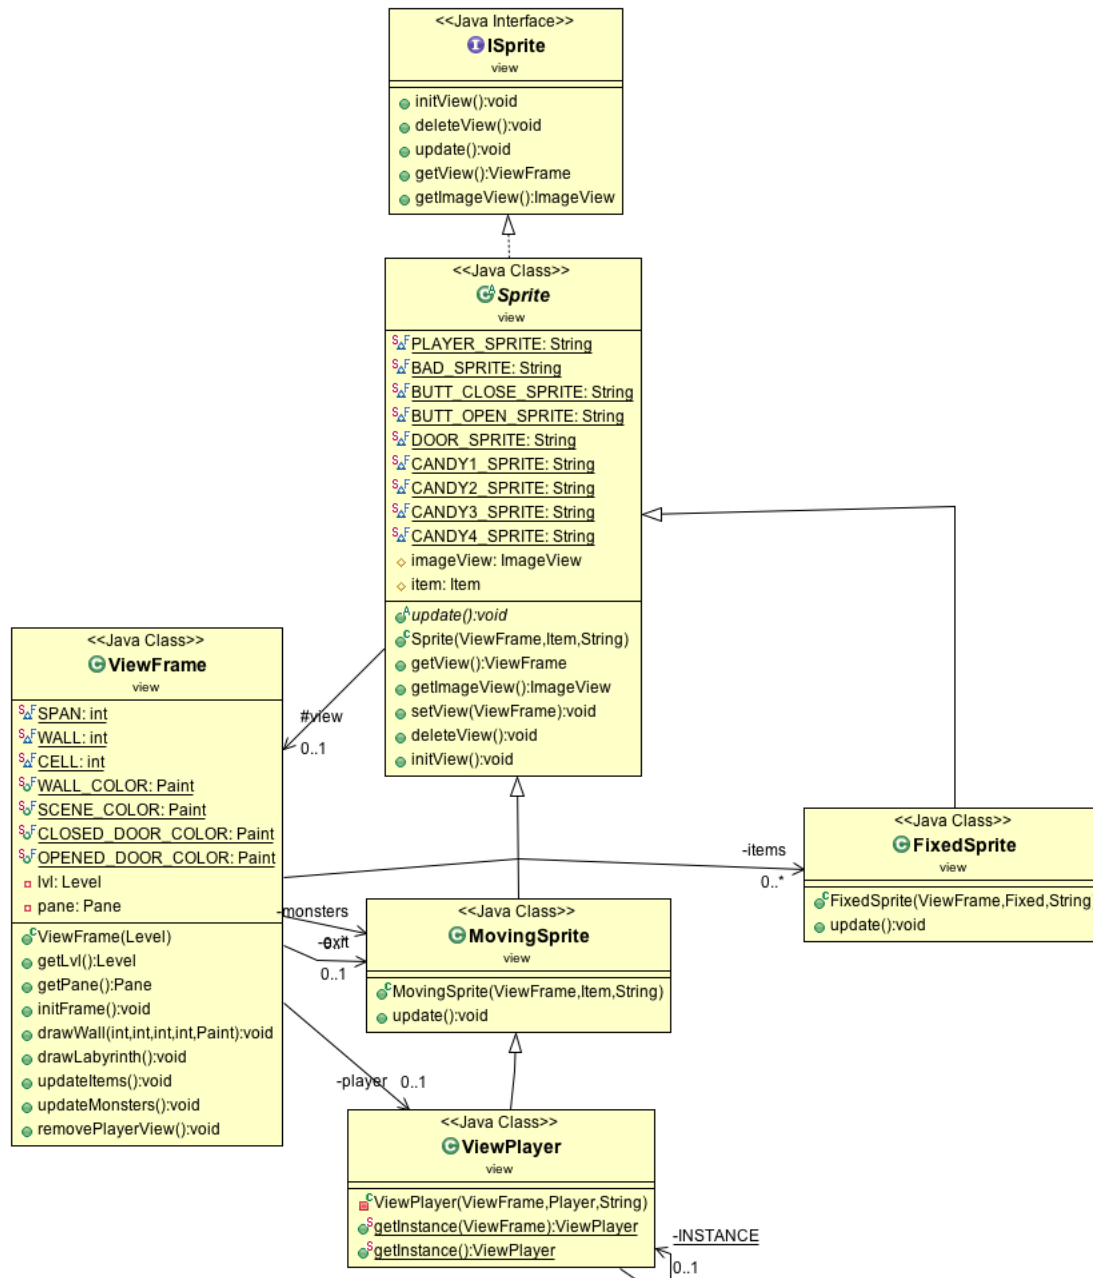 <<Java Interface>>
ISprite
view
initView():void
deleteView():void
update():void
getView():ViewFrame
getImageView():ImageView
<<Java Class>>
Sprite
view
PLAYER_SPRITE: String
BAD_SPRITE: String
BUTT_CLOSE_SPRITE: String
BUTT_OPEN_SPRITE: String
DOOR_SPRITE: String
CANDY1_SPRITE: String
CANDY2_SPRITE: String
CANDY3_SPRITE: String
CANDY4_SPRITE: String
imageView: ImageView
item: Item
update():void
Sprite(ViewFrame,Item,String)
getView():ViewFrame
getImageView():ImageView
setView(ViewFrame):void
deleteView():void
initView():void
#view
0..1
<<Java Class>>
ViewFrame
view
SPAN: int
WALL: int
CELL: int
WALL_COLOR: Paint
SCENE_COLOR: Paint
CLOSED_DOOR_COLOR: Paint
OPENED_DOOR_COLOR: Paint
lvl: Level
pane: Pane
ViewFrame(Level)
getLvl():Level
getPane():Pane
initFrame():void
drawWall(int,int,int,int,Paint):void
drawLabyrinth():void
updateItems():void
updateMonsters():void
removePlayerView():void
-items
0..*
<<Java Class>>
FixedSprite
view
FixedSprite(ViewFrame,Fixed,String)
update():void
-monsters
-exit
0..1
<<Java Class>>
MovingSprite
view
MovingSprite(ViewFrame,Item,String)
update():void
-player
0..1
<<Java Class>>
ViewPlayer
view
ViewPlayer(ViewFrame,Player,String)
getInstance(ViewFrame):ViewPlayer
getInstance():ViewPlayer
-INSTANCE
0..1